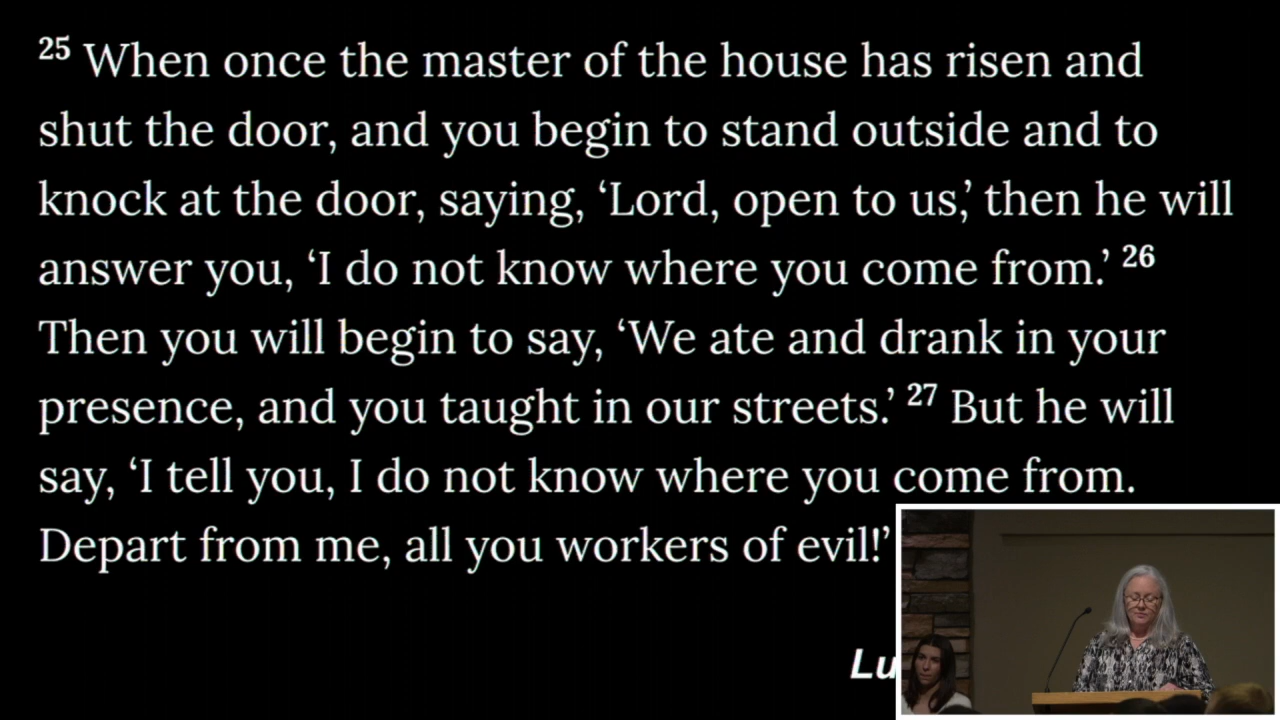 25 When once the master of the house has risen and
shut the door, and you begin to stand outside and to
knock at the door, saying, ‘Lord, open to us,’ then he will
answer you, ‘I do not know where you come from.’ 26
Then you will begin to say, ‘We ate and drank in your
presence, and you taught in our streets.’ 27 But he will
say, ‘I tell you, I do not know where you come from.
Depart from me, all you workers of evil!’
Lu